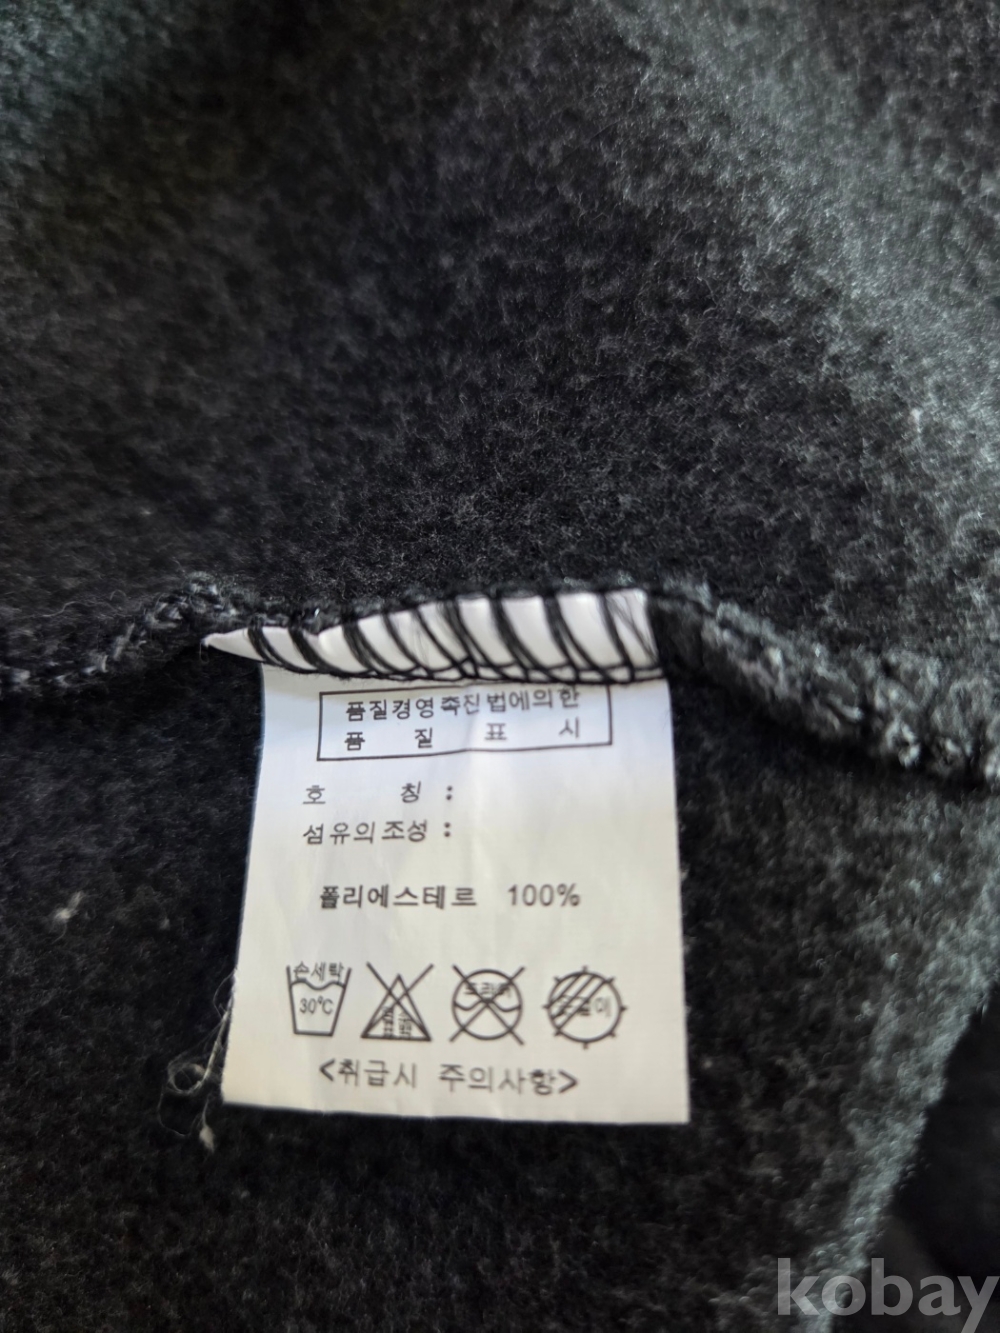 품질경영촉진법에의한
품 질 표 시
호 칭 :
섬유의조성 :
폴리에스테르 100%
손세탁
30℃
<취급시 주의사항>
kobay